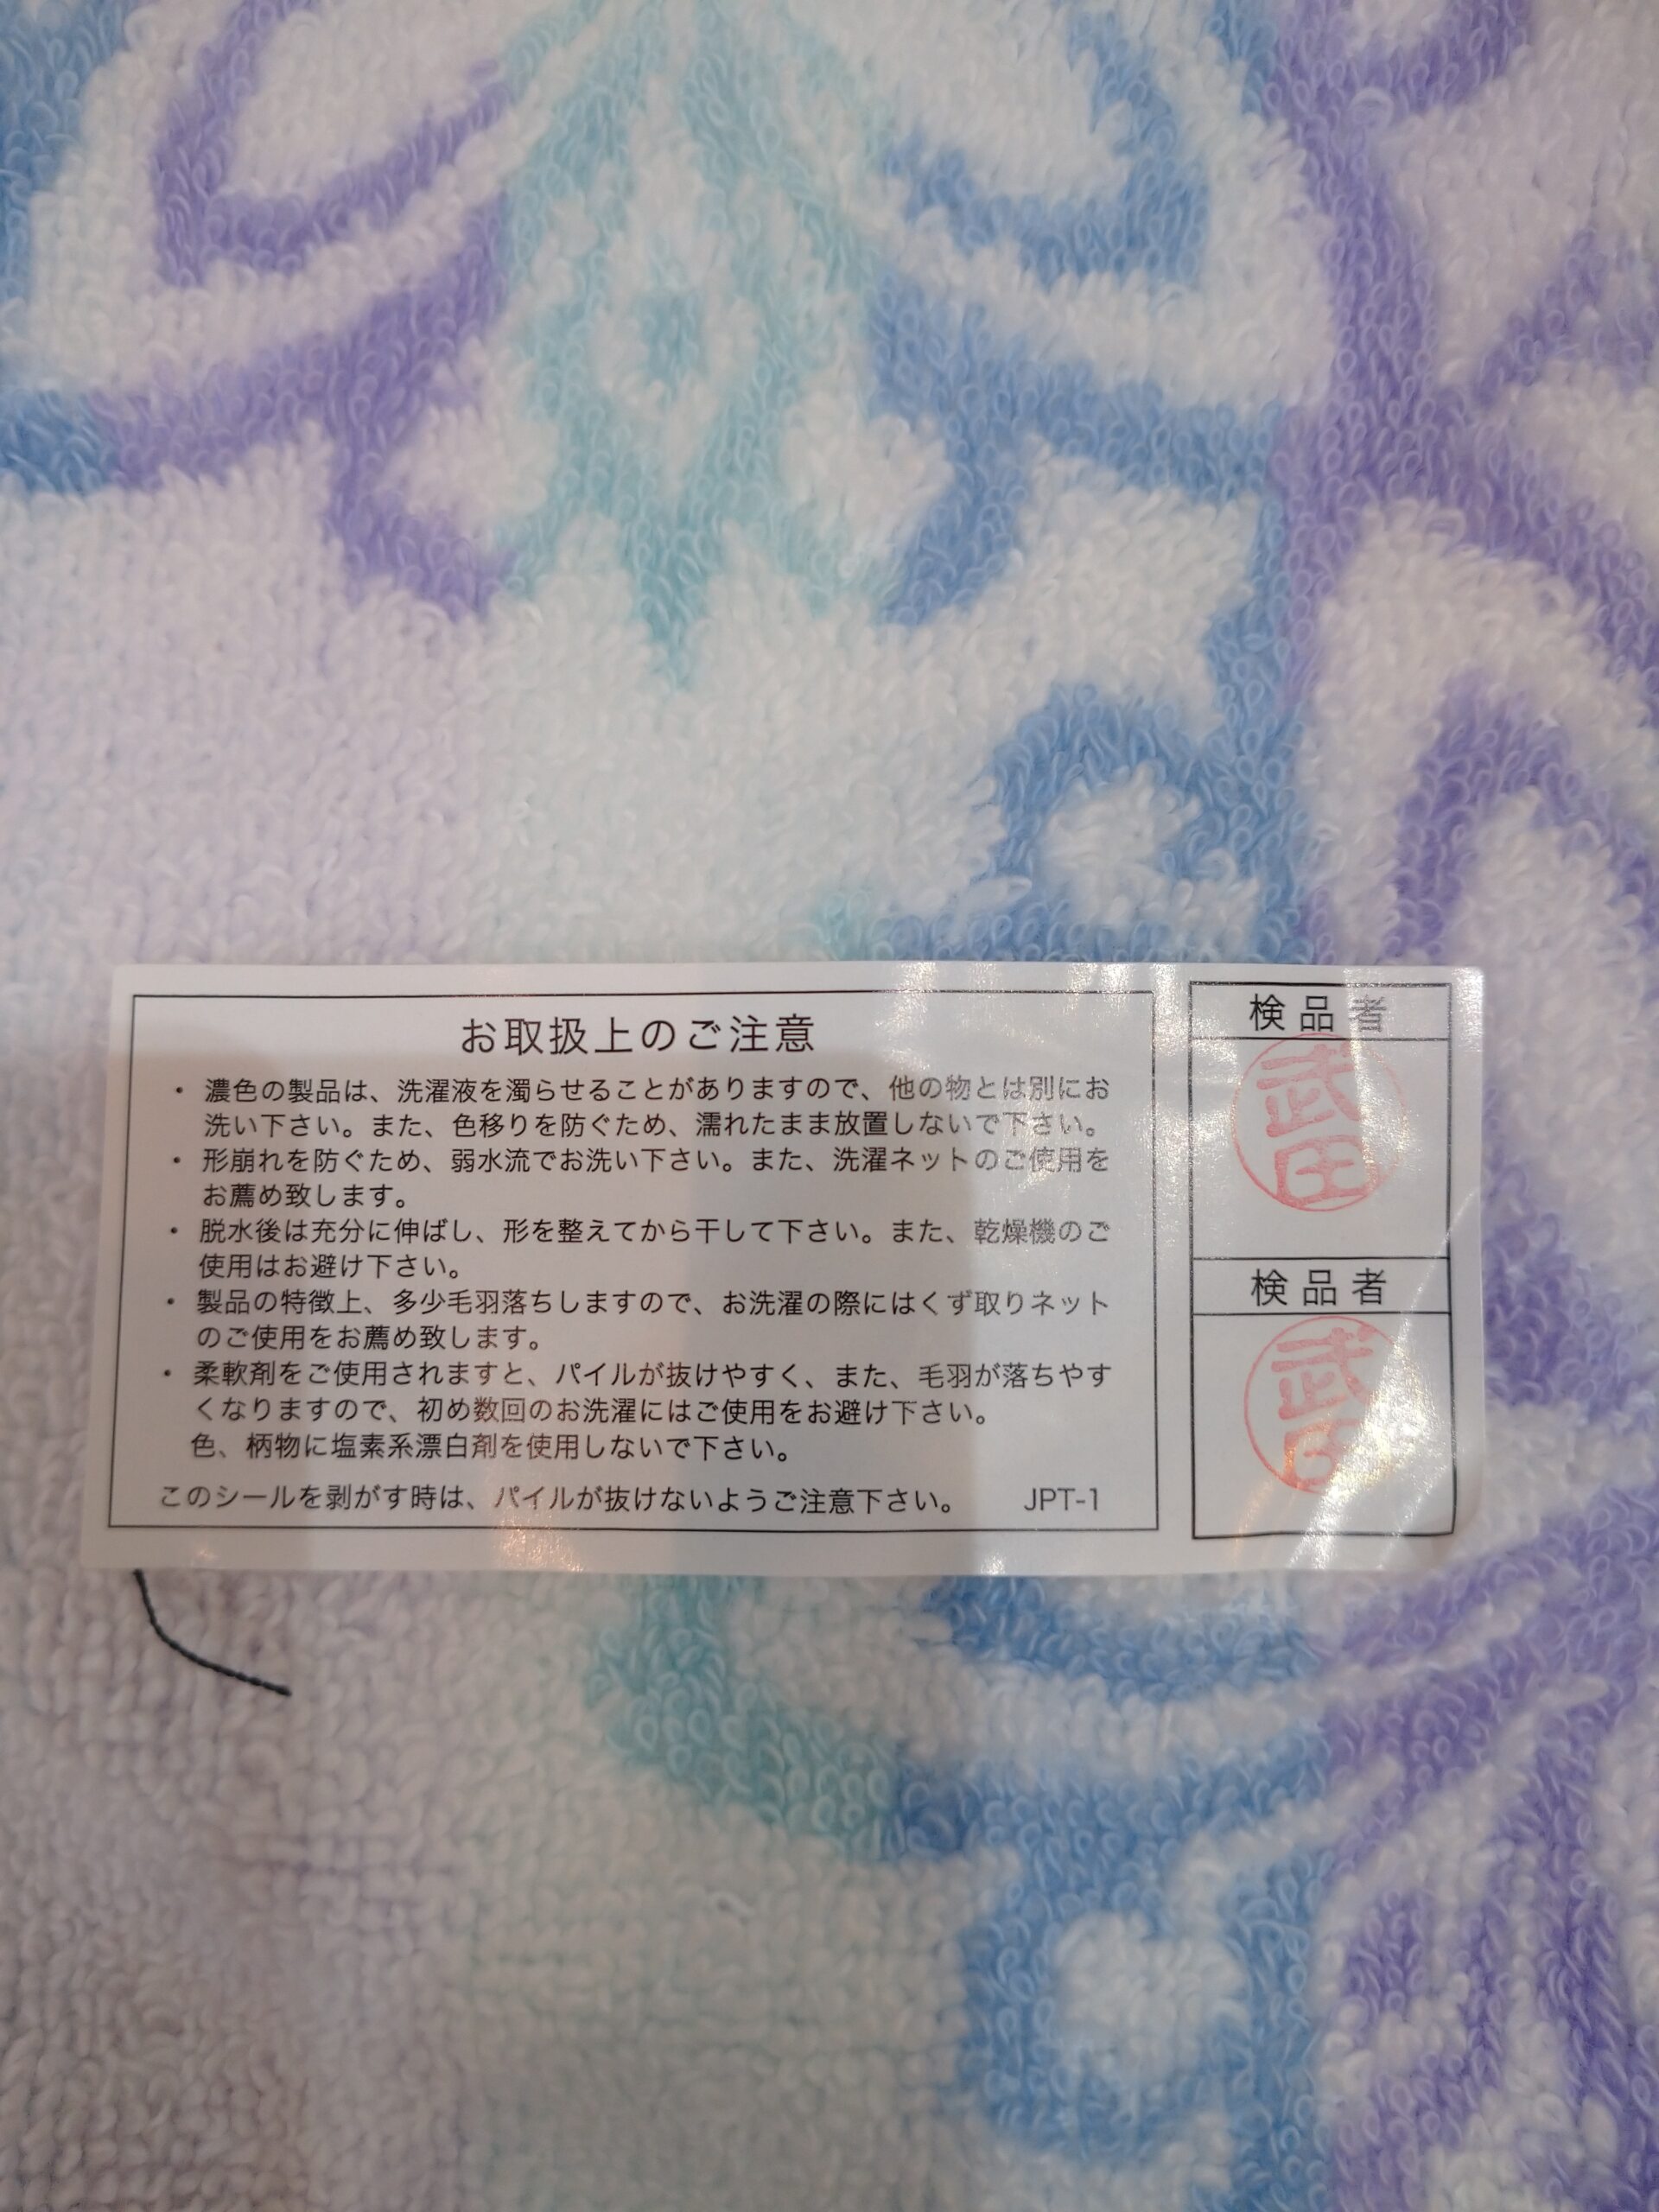 お取扱上のご注意
・ 濃色の製品は、洗濯液を濁らせることがありますので、他の物とは別にお
洗い下さい。また、色移りを防ぐため、濡れたまま放置しないで下さい。
・ 形崩れを防ぐため、弱水流でお洗い下さい。また、洗濯ネットのご使用を
お薦め致します。
・ 脱水後は充分に伸ばし、形を整えてから干して下さい。また、乾燥機のご
使用はお避け下さい。
・ 製品の特徴上、多少毛羽落ちしますので、お洗濯の際にはくず取りネット
のご使用をお薦め致します。
・ 柔軟剤をご使用されますと、パイルが抜けやすく、また、毛羽が落ちやす
くなりますので、初め数回のお洗濯にはご使用をお避け下さい。
色、柄物に塩素系漂白剤を使用しないで下さい。
このシールを剥がす時は、パイルが抜けないようご注意下さい。 JPT-1
検品者
武田
検品者
武田